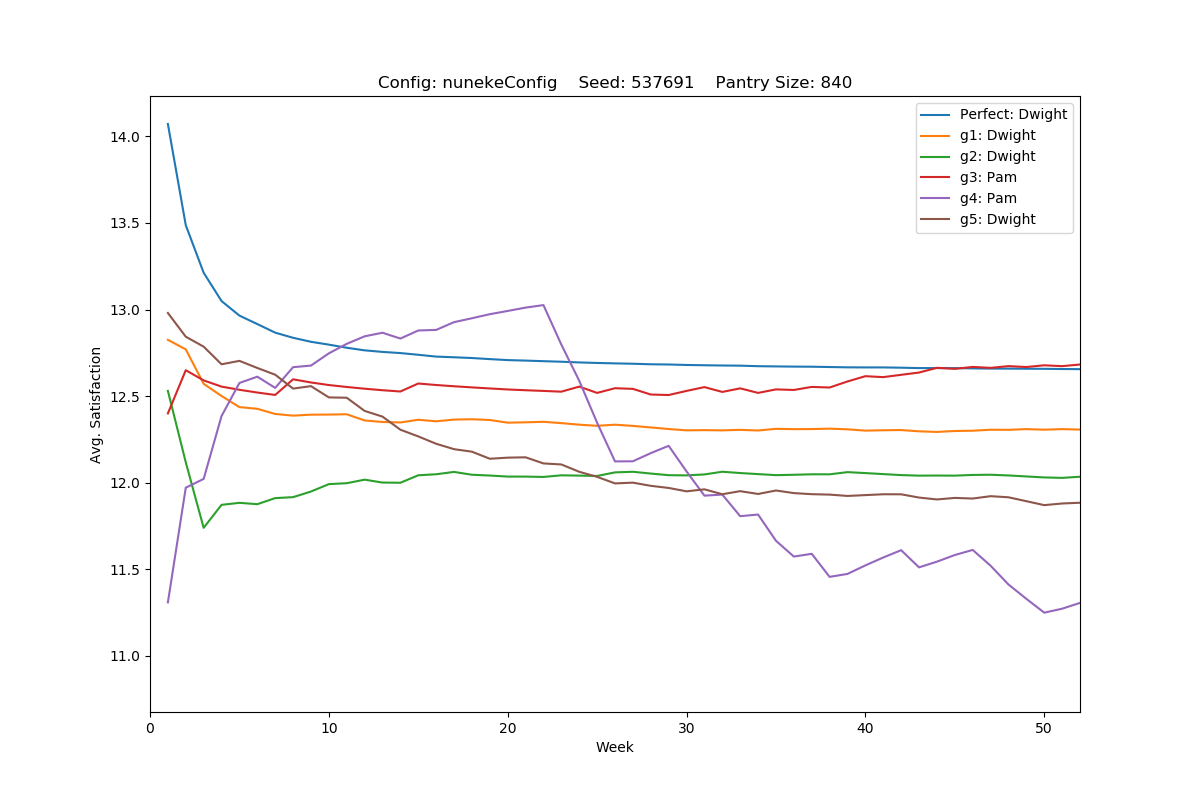 Config: nunekeConfig    Seed: 537691    Pantry Size: 840
Perfect: Dwight
g1: Dwight
g2: Dwight
g3: Pam
g4: Pam
g5: Dwight
14.0
13.5
13.0
12.5
12.0
11.5
11.0
Avg. Satisfaction
0 10 20 30 40 50
Week